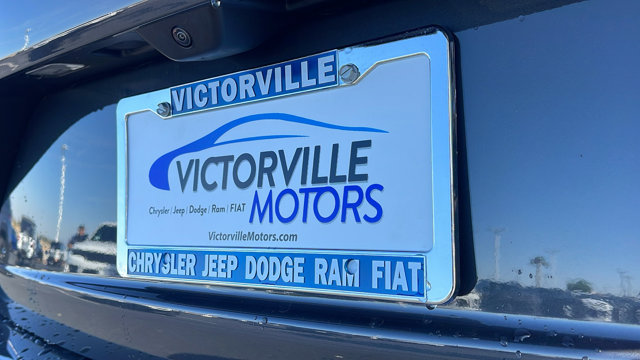 VICTORVILLE
VICTORVILLE
MOTORS
Chrysler / Jeep / Dodge / Ram / FIAT
VictorvilleMotors.com
CHRYSLER JEEP DODGE RAM FIAT